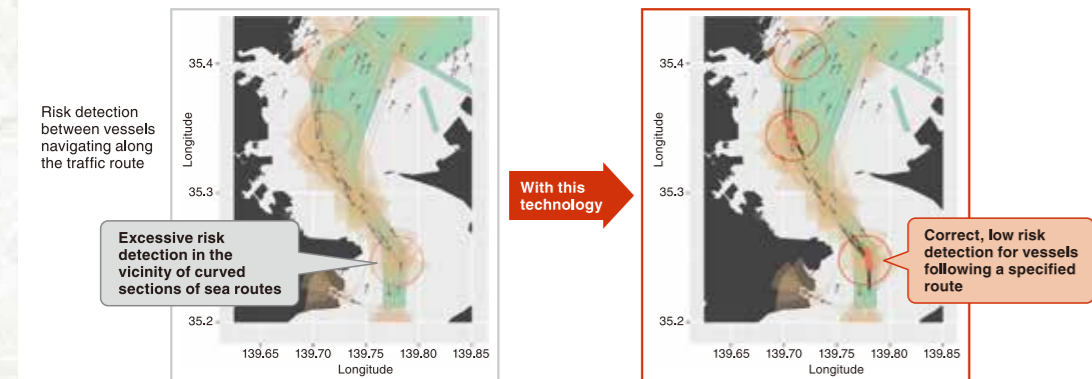 Risk detection
between vessels
navigating along
the traffic route
Longitude
35.4
35.3
35.2
139.65 139.70 139.75 139.80 139.85
Longitude
Excessive risk
detection in the
vicinity of curved
sections of sea routes
With this
technology
Longitude
35.4
35.3
35.2
139.65 139.70 139.75 139.80 139.85
Longitude
Correct, low risk
detection for vessels
following a specified
route